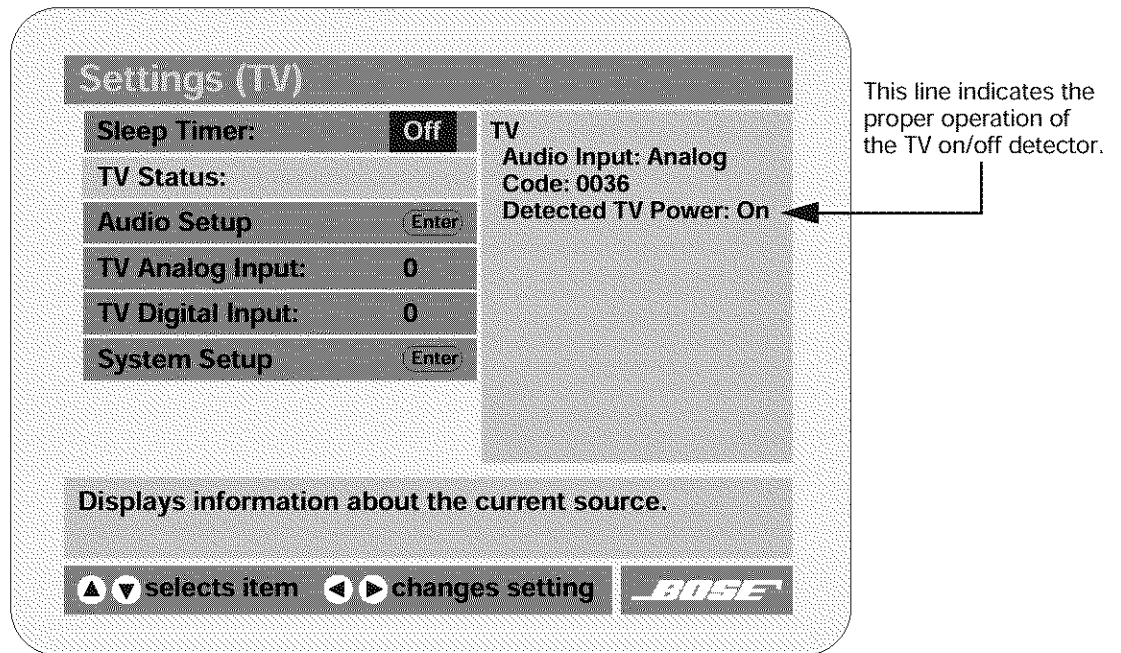 Settings (TV)
Sleep Timer: Off
TV Status:
Audio Setup Enter
TV Analog Input: 0
TV Digital Input: 0
System Setup Enter
TV
Audio Input: Analog
Code: 0036
Detected TV Power: On
This line indicates the
proper operation of
the TV on/off detector.
Displays information about the current source.
selects item changes setting BOSE